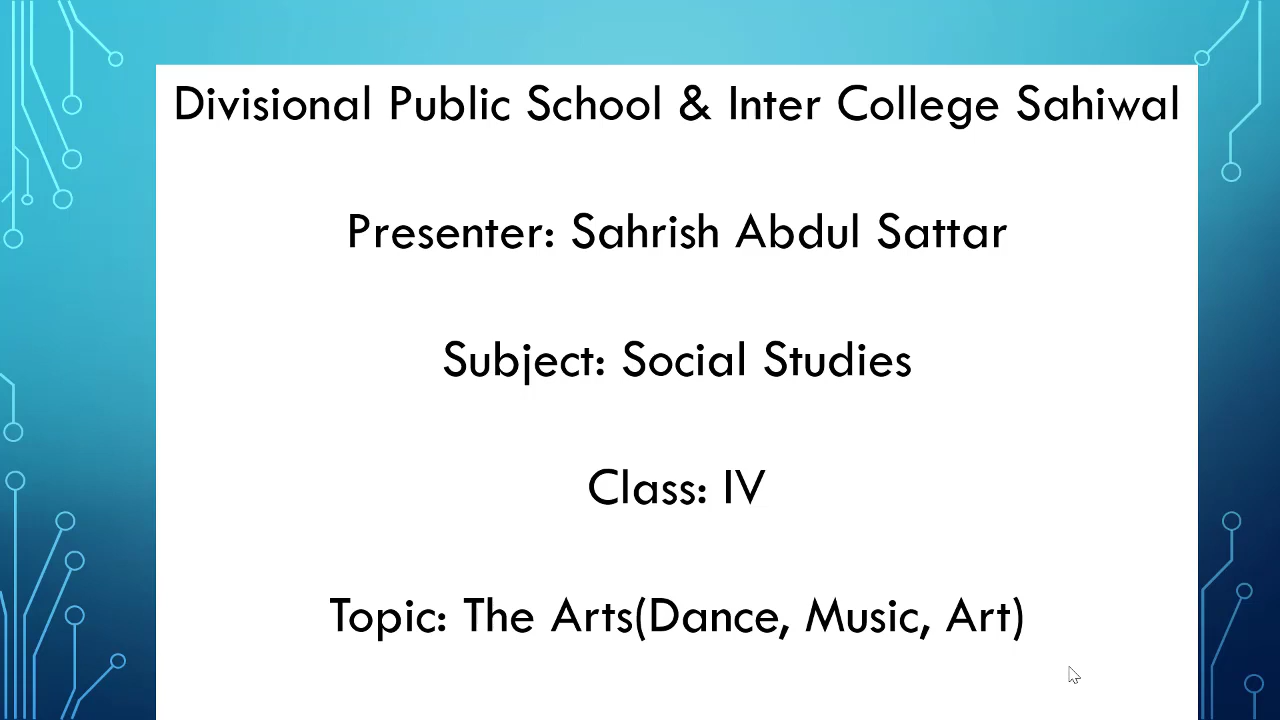 Divisional Public School & Inter College Sahiwal
Presenter: Sahrish Abdul Sattar
Subject: Social Studies
Class: IV
Topic: The Arts(Dance, Music, Art)